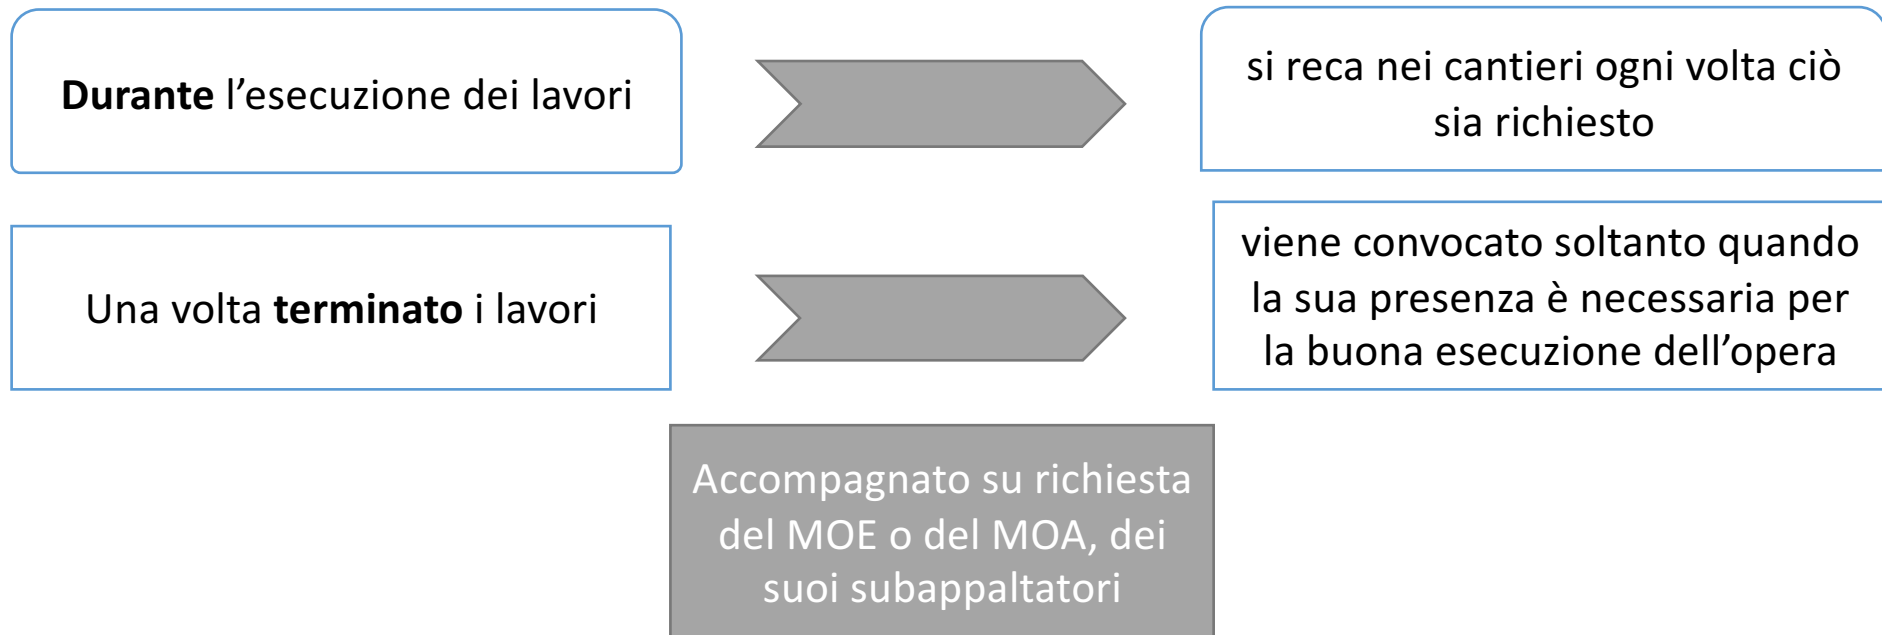 Durante l’esecuzione dei lavori
si reca nei cantieri ogni volta ciò
sia richiesto
Una volta terminato i lavori
viene convocato soltanto quando
la sua presenza è necessaria per
la buona esecuzione dell’opera
Accompagnato su richiesta
del MOE o del MOA, dei
suoi subappaltatori